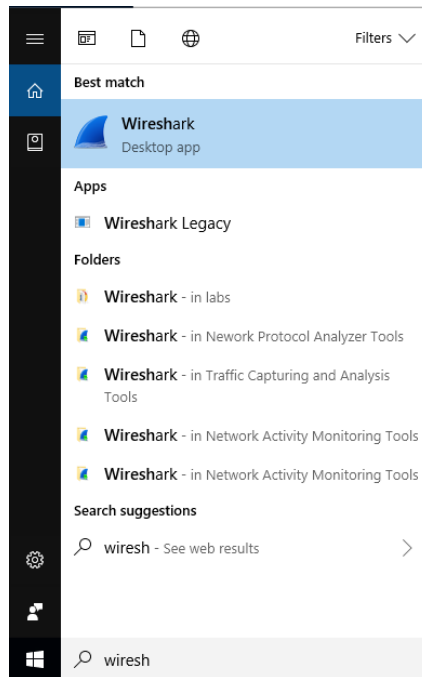 Filters
Best match
Wireshark
Desktop app
Apps
Wireshark Legacy
Folders
Wireshark - in labs
Wireshark - in Nework Protocol Analyzer Tools
Wireshark - in Traffic Capturing and Analysis
Tools
Wireshark - in Network Activity Monitoring Tools
Wireshark - in Network Activity Monitoring Tools
Search suggestions
wiresh - See web results
wiresh